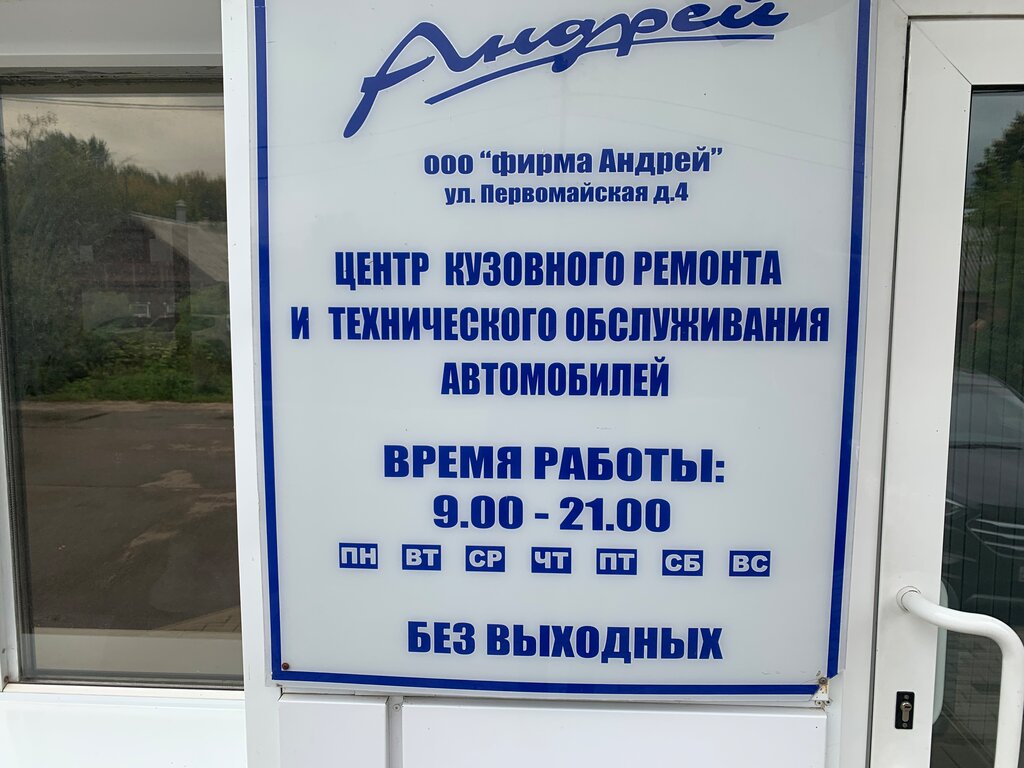 Андрей
ООО “фирма Андрей”
ул. Первомайская д.4
ЦЕНТР КУЗОВНОГО РЕМОНТА
И ТЕХНИЧЕСКОГО ОБСЛУЖИВАНИЯ
АВТОМОБИЛЕЙ
ВРЕМЯ РАБОТЫ:
9.00 - 21.00
ПН ВТ СР ЧТ ПТ СБ ВС
БЕЗ ВЫХОДНЫХ